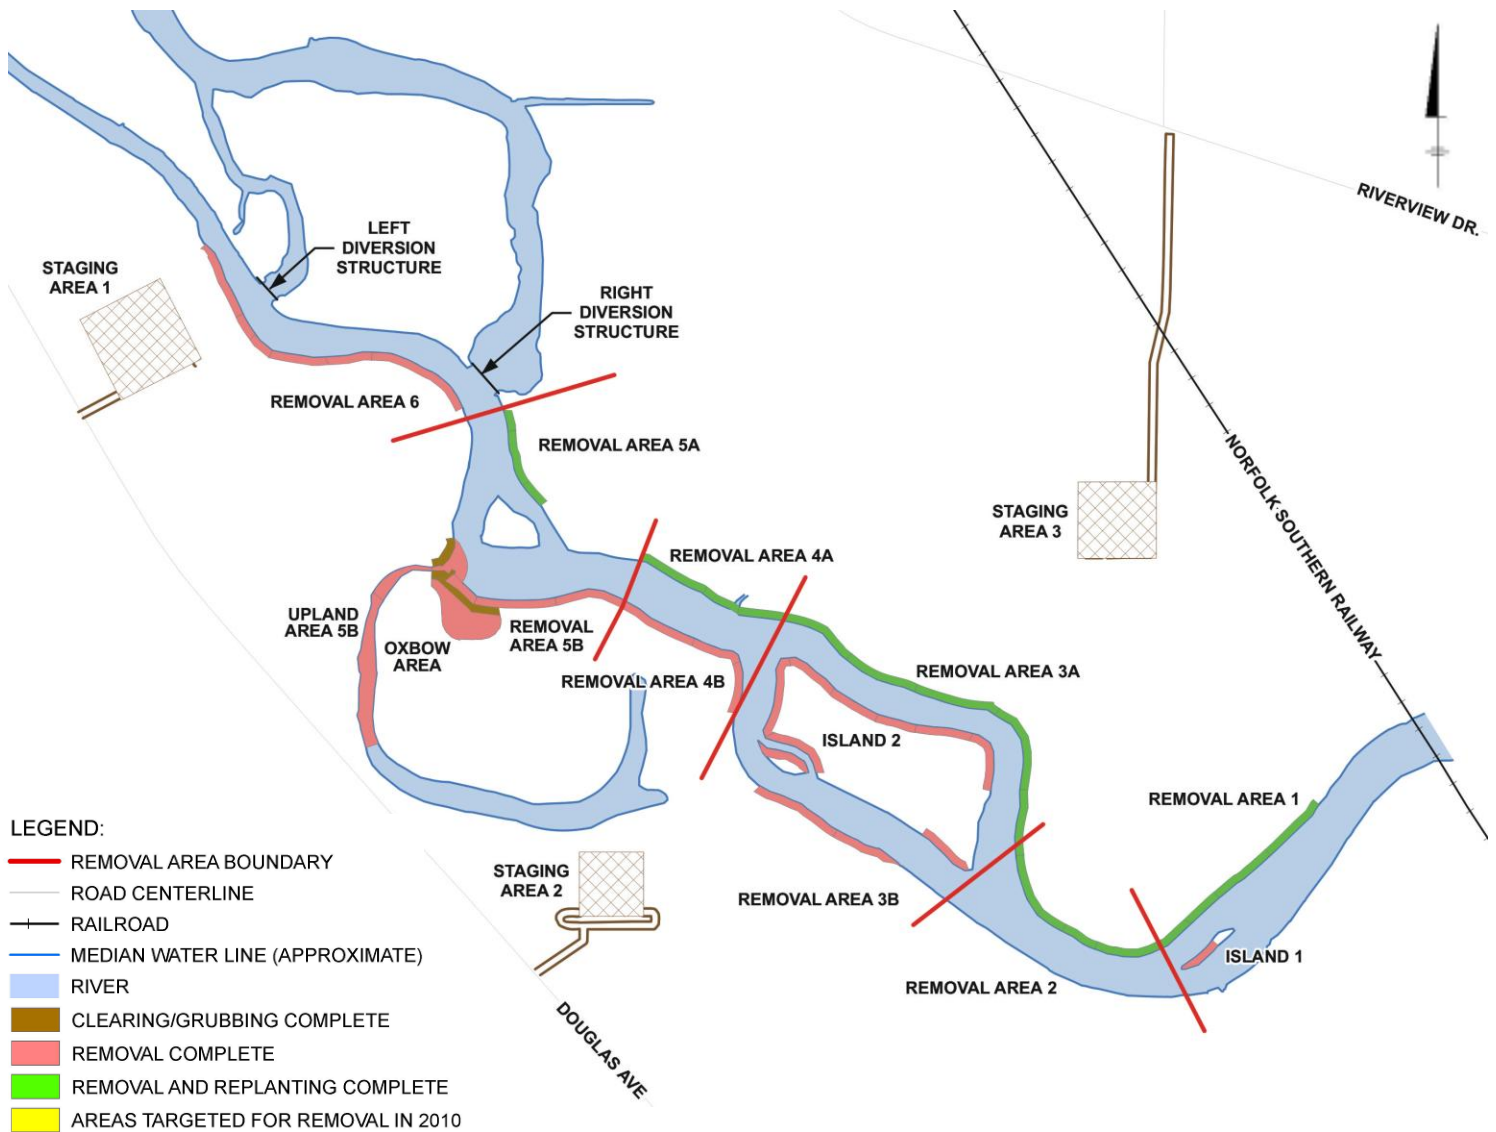 RIVERVIEW DR.
LEFT
DIVERSION
STRUCTURE
STAGING
AREA 1
RIGHT
DIVERSION
STRUCTURE
REMOVAL AREA 6
REMOVAL AREA 5A
NORFOLK SOUTHERN RAILWAY
STAGING
AREA 3
REMOVAL AREA 4A
UPLAND
AREA 5B
OXBOW
AREA
REMOVAL
AREA 5B
REMOVAL AREA 4B
REMOVAL AREA 3A
ISLAND 2
REMOVAL AREA 1
STAGING
AREA 2
REMOVAL AREA 3B
ISLAND 1
REMOVAL AREA 2
DOUGLAS AVE
LEGEND:
REMOVAL AREA BOUNDARY
ROAD CENTERLINE
RAILROAD
MEDIAN WATER LINE (APPROXIMATE)
RIVER
CLEARING/GRUBBING COMPLETE
REMOVAL COMPLETE
REMOVAL AND REPLANTING COMPLETE
AREAS TARGETED FOR REMOVAL IN 2010